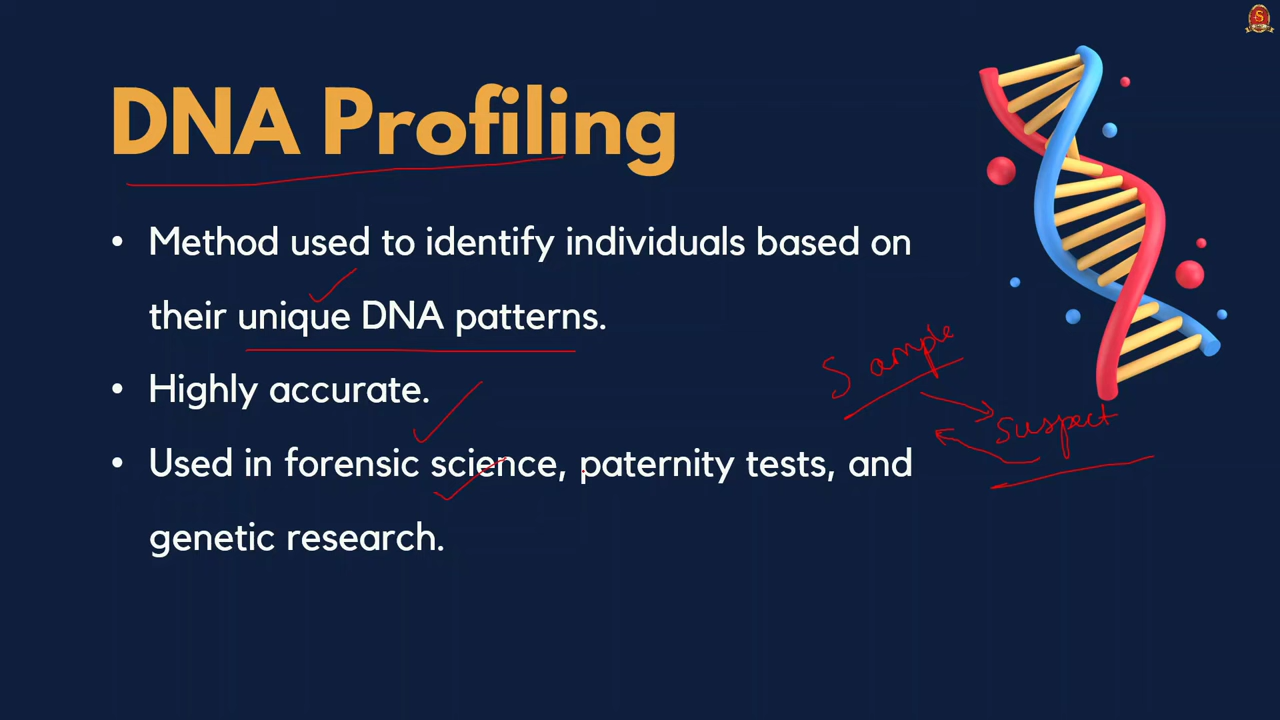 DNA Profiling
• Method used to identify individuals based on
their unique DNA patterns.
• Highly accurate.
• Used in forensic science, paternity tests, and
genetic research.
Sample
Suspect
S